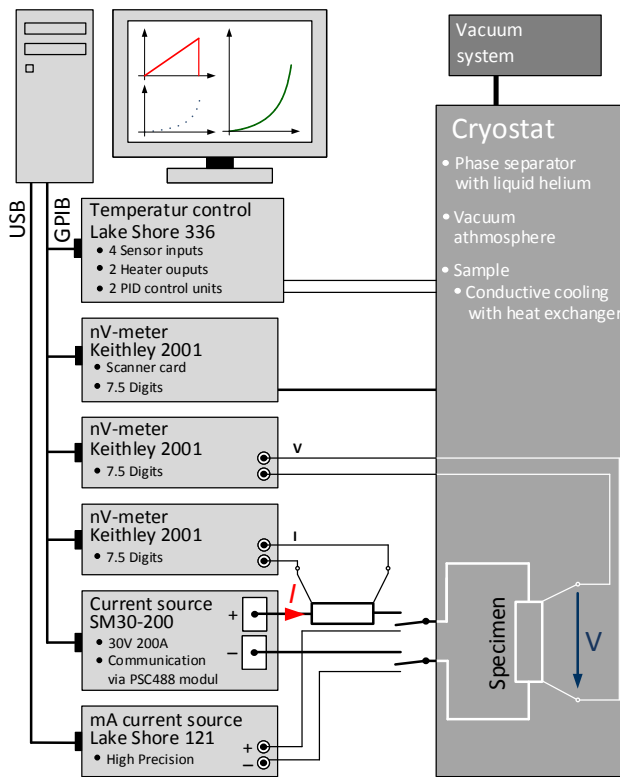 Vacuum
system
Cryostat
• Phase separator
with liquid helium
• Vacuum
athmosphere
• Sample
• Conductive cooling
with heat exchanger
USB
GPIB
Temperatur control
Lake Shore 336
• 4 Sensor inputs
• 2 Heater ouputs
• 2 PID control units
nV-meter
Keithley 2001
• Scanner card
• 7.5 Digits
nV-meter
Keithley 2001
• 7.5 Digits
V
nV-meter
Keithley 2001
• 7.5 Digits
I
Current source
SM30-200
• 30V 200A
• Communication
via PSC488 modul
+
−
I
mA current source
Lake Shore 121
• High Precision
+
−
Specimen
V